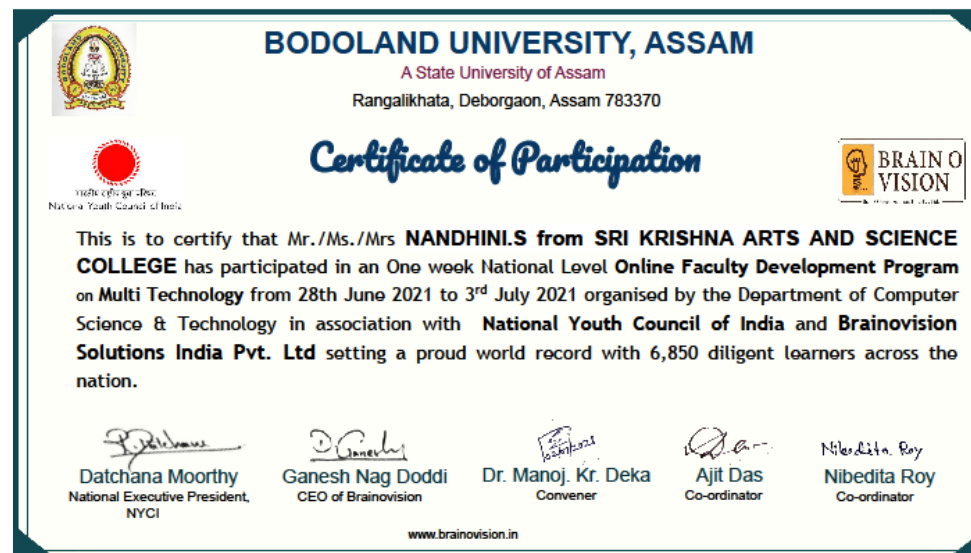 BODOLAND UNIVERSITY, ASSAM
A State University of Assam
Rangalikhata, Deborgaon, Assam 783370
Certificate of Participation
BRAIN O
VISION
National Youth Council of India
This is to certify that Mr./Ms./Mrs NANDHINI.S from SRI KRISHNA ARTS AND SCIENCE
COLLEGE has participated in an One week National Level Online Faculty Development Program
on Multi Technology from 28th June 2021 to 3rd July 2021 organised by the Department of Computer
Science & Technology in association with National Youth Council of India and Brainovision
Solutions India Pvt. Ltd setting a proud world record with 6,850 diligent learners across the
nation.
Nibedita Roy
Datchana Moorthy
National Executive President,
NYCI
Ganesh Nag Doddi
CEO of Brainovision
Dr. Manoj. Kr. Deka
Convener
Ajit Das
Co-ordinator
Nibedita Roy
Co-ordinator
www.brainovision.in